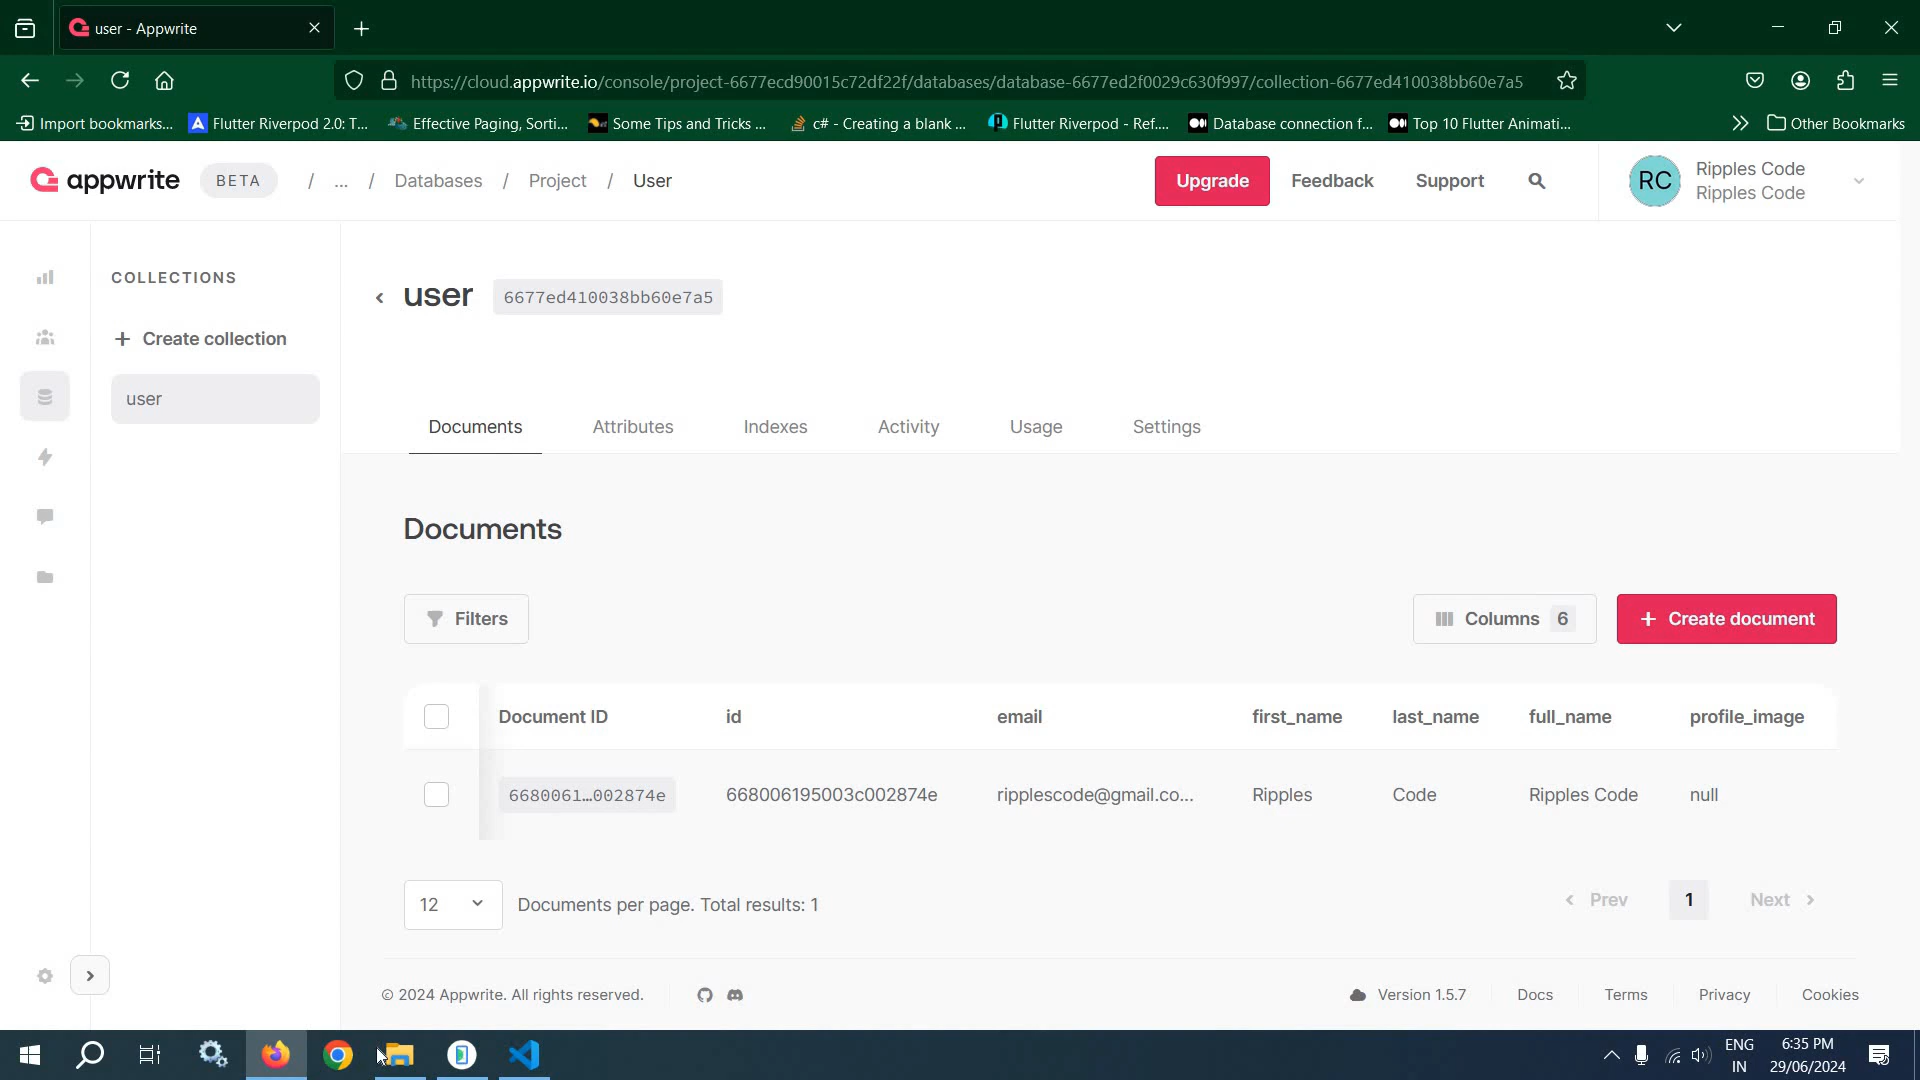 user - Appwrite
https://cloud.appwrite.io/console/project-6677ecd90015c72df22f/databases/database-6677ed2f0029c630f997/collection-6677ed410038bb60e7a5
Import bookmarks... Flutter Riverpod 2.0: T... Effective Paging, Sorti... Some Tips and Tricks ... c# - Creating a blank ... Flutter Riverpod - Ref.... Database connection f... Top 10 Flutter Animati... Other Bookmarks
appwrite BETA / ... / Databases / Project / User Upgrade Feedback Support RC Ripples Code
Ripples Code
COLLECTIONS
+ Create collection
user
user 6677ed410038bb60e7a5
Documents Attributes Indexes Activity Usage Settings
Documents
Filters Columns 6 + Create document
Document ID id email first_name last_name full_name profile_image
6680061...002874e 668006195003c002874e ripplescode@gmail.co... Ripples Code Ripples Code null
12 Documents per page. Total results: 1 Prev 1 Next
© 2024 Appwrite. All rights reserved. Version 1.5.7 Docs Terms Privacy Cookies
ENG 6:35 PM
IN 29/06/2024